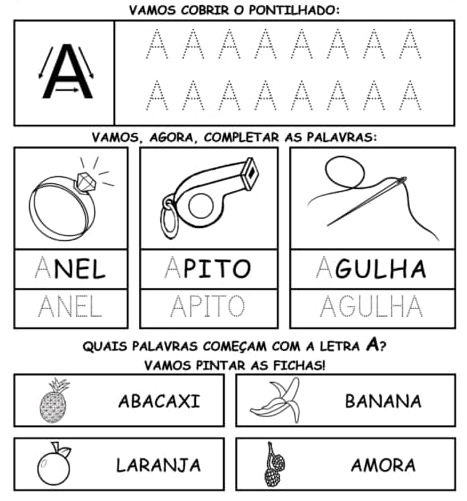 VAMOS COBRIR O PONTILHADO:
A A A A A A A A A
A A A A A A A A
VAMOS, AGORA, COMPLETAR AS PALAVRAS:
ANEL APITO AGULHA
ANEL APITO AGULHA
QUAIS PALAVRAS COMEÇAM COM A LETRA A?
VAMOS PINTAR AS FICHAS!
ABACAXI BANANA
LARANJA AMORA